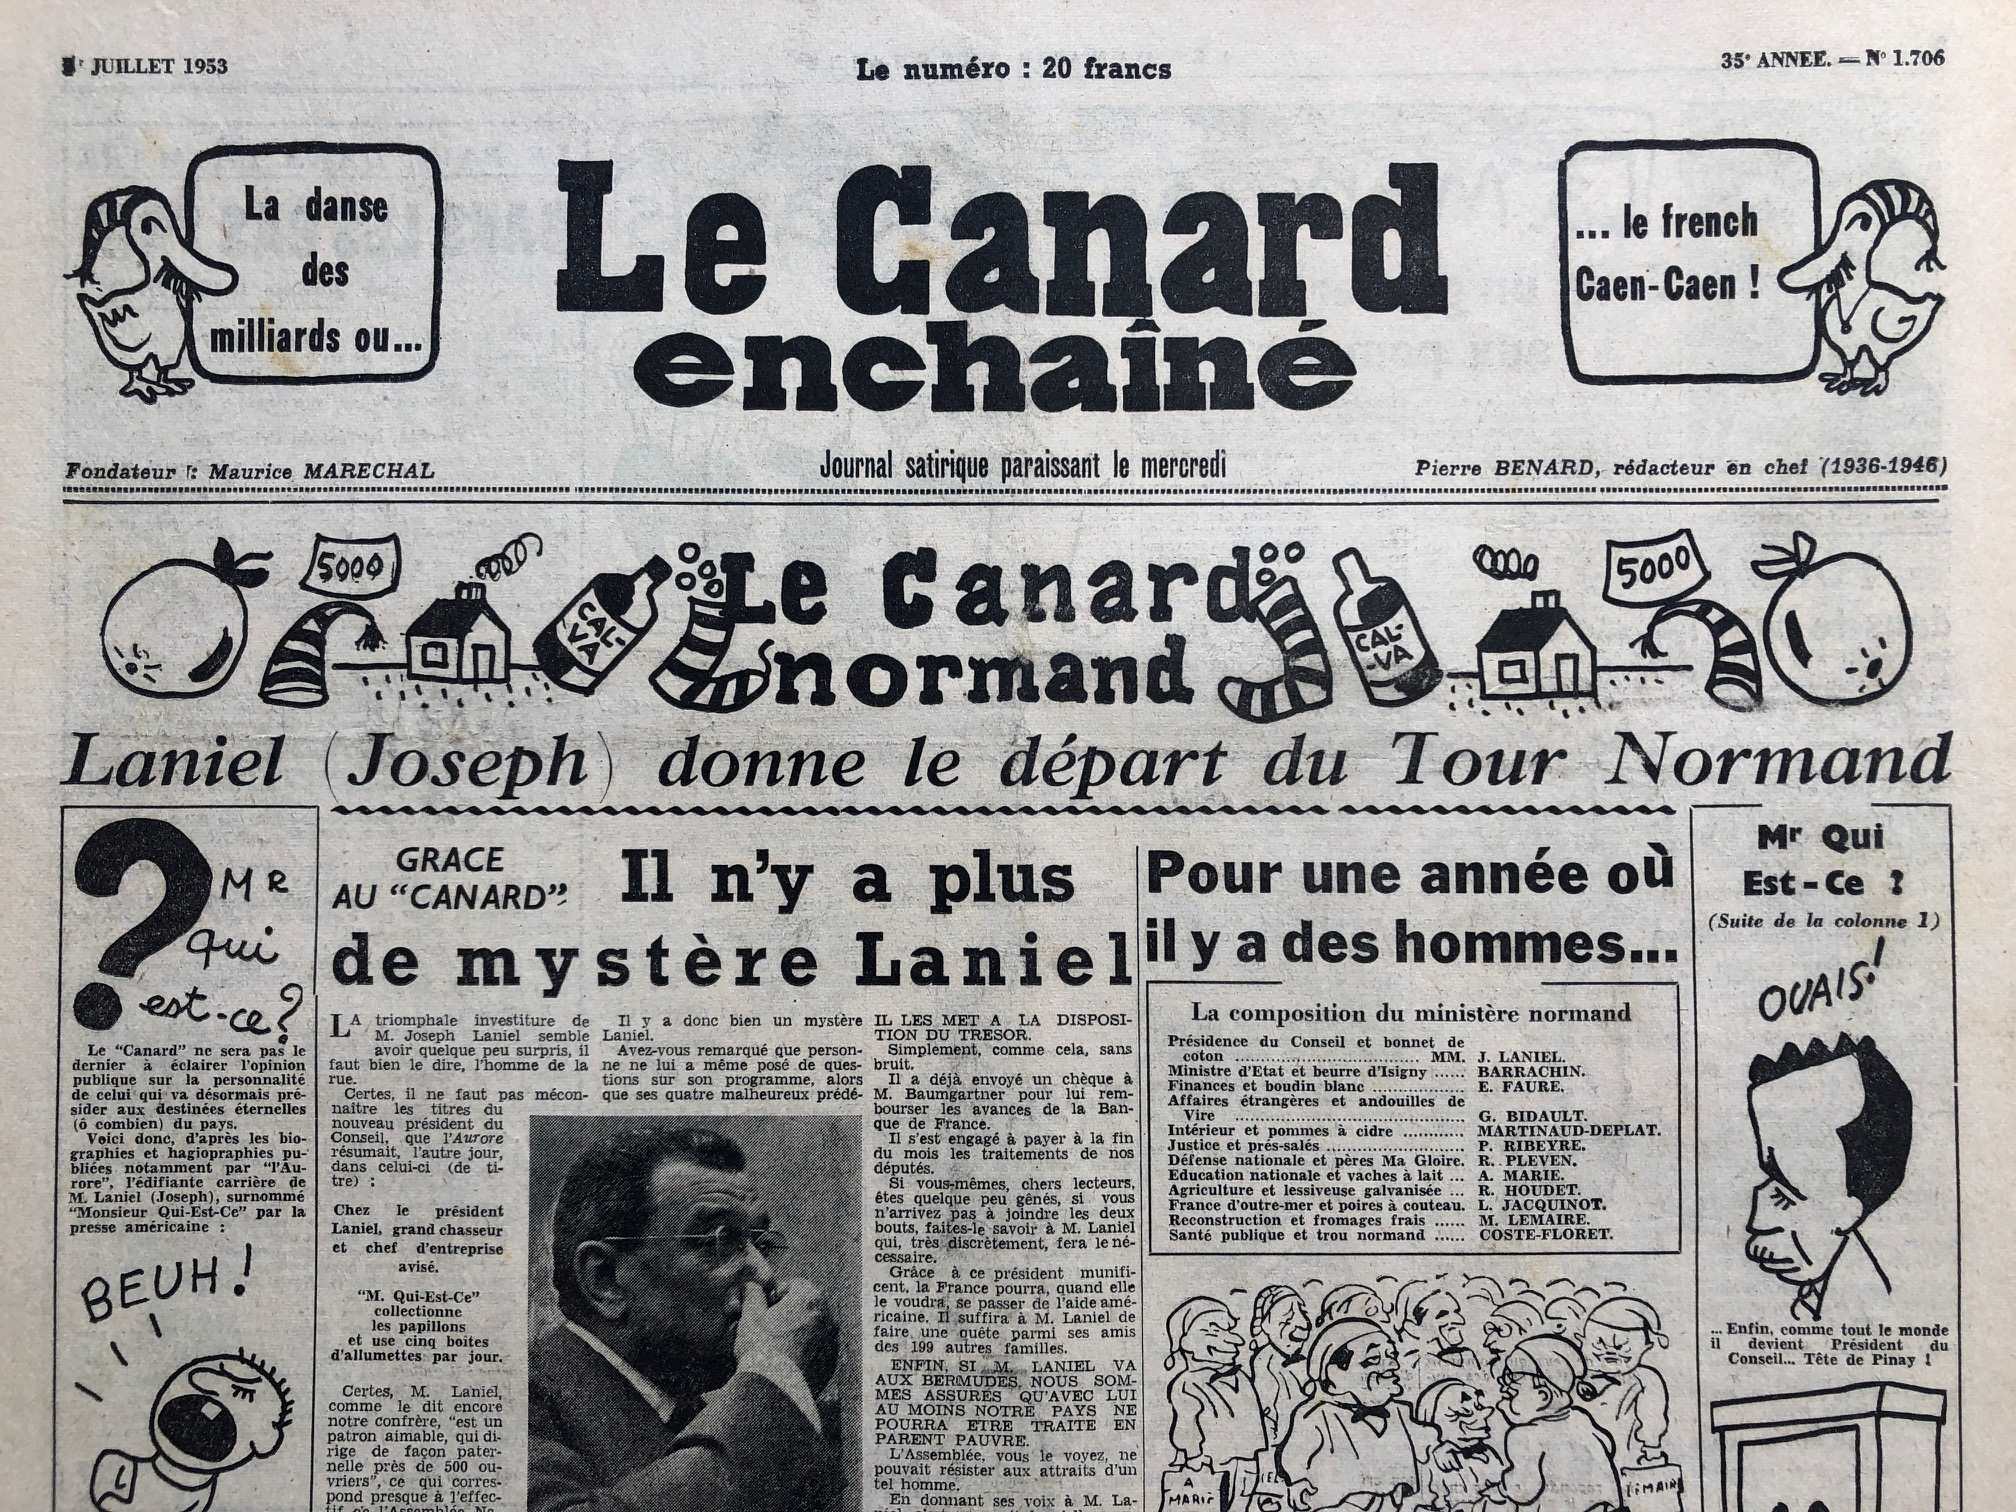 JUILLET 1953
Le numéro : 20 francs
35e ANNEE. — No 1.706
La danse
des
milliards ou...
Le Canard
enchaîné
... le french
Caen-Caen !
Fondateur : Maurice MARECHAL
Journal satirique paraissant le mercredi
Pierre BENARD, rédacteur en chef (1936-1946)
5000
CAL-
VA
Le Canard
normand
CAL-
-VA
5000
Laniel (Joseph) donne le départ du Tour Normand
? MR
qui
est-ce?
Le "Canard" ne sera pas le
dernier à éclairer l'opinion
publique sur la personnalité
de celui qui va désormais pré-
sider aux destinées éternelles
(ô combien) du pays.
Voici donc, d'après les bio-
graphies et hagiographies pu-
bliées notamment par "l'Au-
rore", l'édifiante carrière de
M. Laniel (Joseph), surnommé
"Monsieur Qui-Est-Ce" par la
presse américaine :
BEUH !
GRACE
AU "CANARD"
Il n'y a plus
de mystère Laniel
LA triomphale investiture de
M. Joseph Laniel semble
avoir quelque peu surpris, il
faut bien le dire, l'homme de la
rue.
Certes, il ne faut pas mécon-
naître les titres du
nouveau président du
Conseil, que l'Aurore
résumait, l'autre jour,
dans celui-ci (de ti-
tre) :
Chez le président
Laniel, grand chasseur
et chef d'entreprise
avisé.
"M. Qui-Est-Ce"
collectionne
les papillons
et use cinq boîtes
d'allumettes par jour.
Certes, M. Laniel,
comme le dit encore
notre confrère, "est un
patron aimable, qui di-
rige de façon pater-
nelle près de 500 ou-
vriers", ce qui corres-
pond presque à l'effec-
Il y a donc bien un mystère
Laniel.
Avez-vous remarqué que person-
ne ne lui a même posé de ques-
tions sur son programme, alors
que ses quatre malheureux prédé-
IL LES MET A LA DISPOSI-
TION DU TRESOR.
Simplement, comme cela, sans
bruit.
Il a déjà envoyé un chèque à
M. Baumgartner pour lui rem-
bourser les avances de la Ban-
que de France.
Il s'est engagé à payer à la fin
du mois les traitements de nos
députés.
Si vous-mêmes, chers lecteurs,
êtes quelque peu gênés, si vous
n'arrivez pas à joindre les deux
bouts, faites-le savoir à M. Laniel
qui, très discrètement, fera le né-
cessaire.
Grâce à ce président munifi-
cent, la France pourra, quand elle
le voudra, se passer de l'aide amé-
ricaine. Il suffira à M. Laniel de
faire une quête parmi ses amis
des 199 autres familles.
ENFIN, SI M. LANIEL VA
AUX BERMUDES, NOUS SOM-
MES ASSURES QU'AVEC LUI
AU MOINS NOTRE PAYS NE
POURRA ETRE TRAITE EN
PARENT PAUVRE.
L'Assemblée, vous le voyez, ne
pouvait résister aux attraits d'un
tel homme.
En donnant ses voix à M. La-
Pour une année où
il y a des hommes...
La composition du ministère normand
Présidence du Conseil et bonnet de
coton ........ MM. J. LANIEL.
Ministre d'Etat et beurre d'Isigny ...... BARRACHIN.
Finances et boudin blanc ........ E. FAURE.
Affaires étrangères et andouilles de
Vire ........ G. BIDAULT.
Intérieur et pommes à cidre ........ MARTINAUD-DEPLAT.
Justice et prés-salés ........ P. RIBEYRE.
Défense nationale et pères Ma Gloire. R. PLEVEN.
Education nationale et vaches à lait ... A. MARIE.
Agriculture et lessiveuse galvanisée ... R. HOUDET.
France d'outre-mer et poires à couteau. L. JACQUINOT.
Reconstruction et fromages frais ...... M. LEMAIRE.
Santé publique et trou normand ...... COSTE-FLORET.
A
MARIE
LEMAIRE
Mr Qui
Est-Ce ?
(Suite de la colonne 1)
OUAIS!
... Enfin, comme tout le monde
il devient Président du
Conseil... Tête de Pinay !